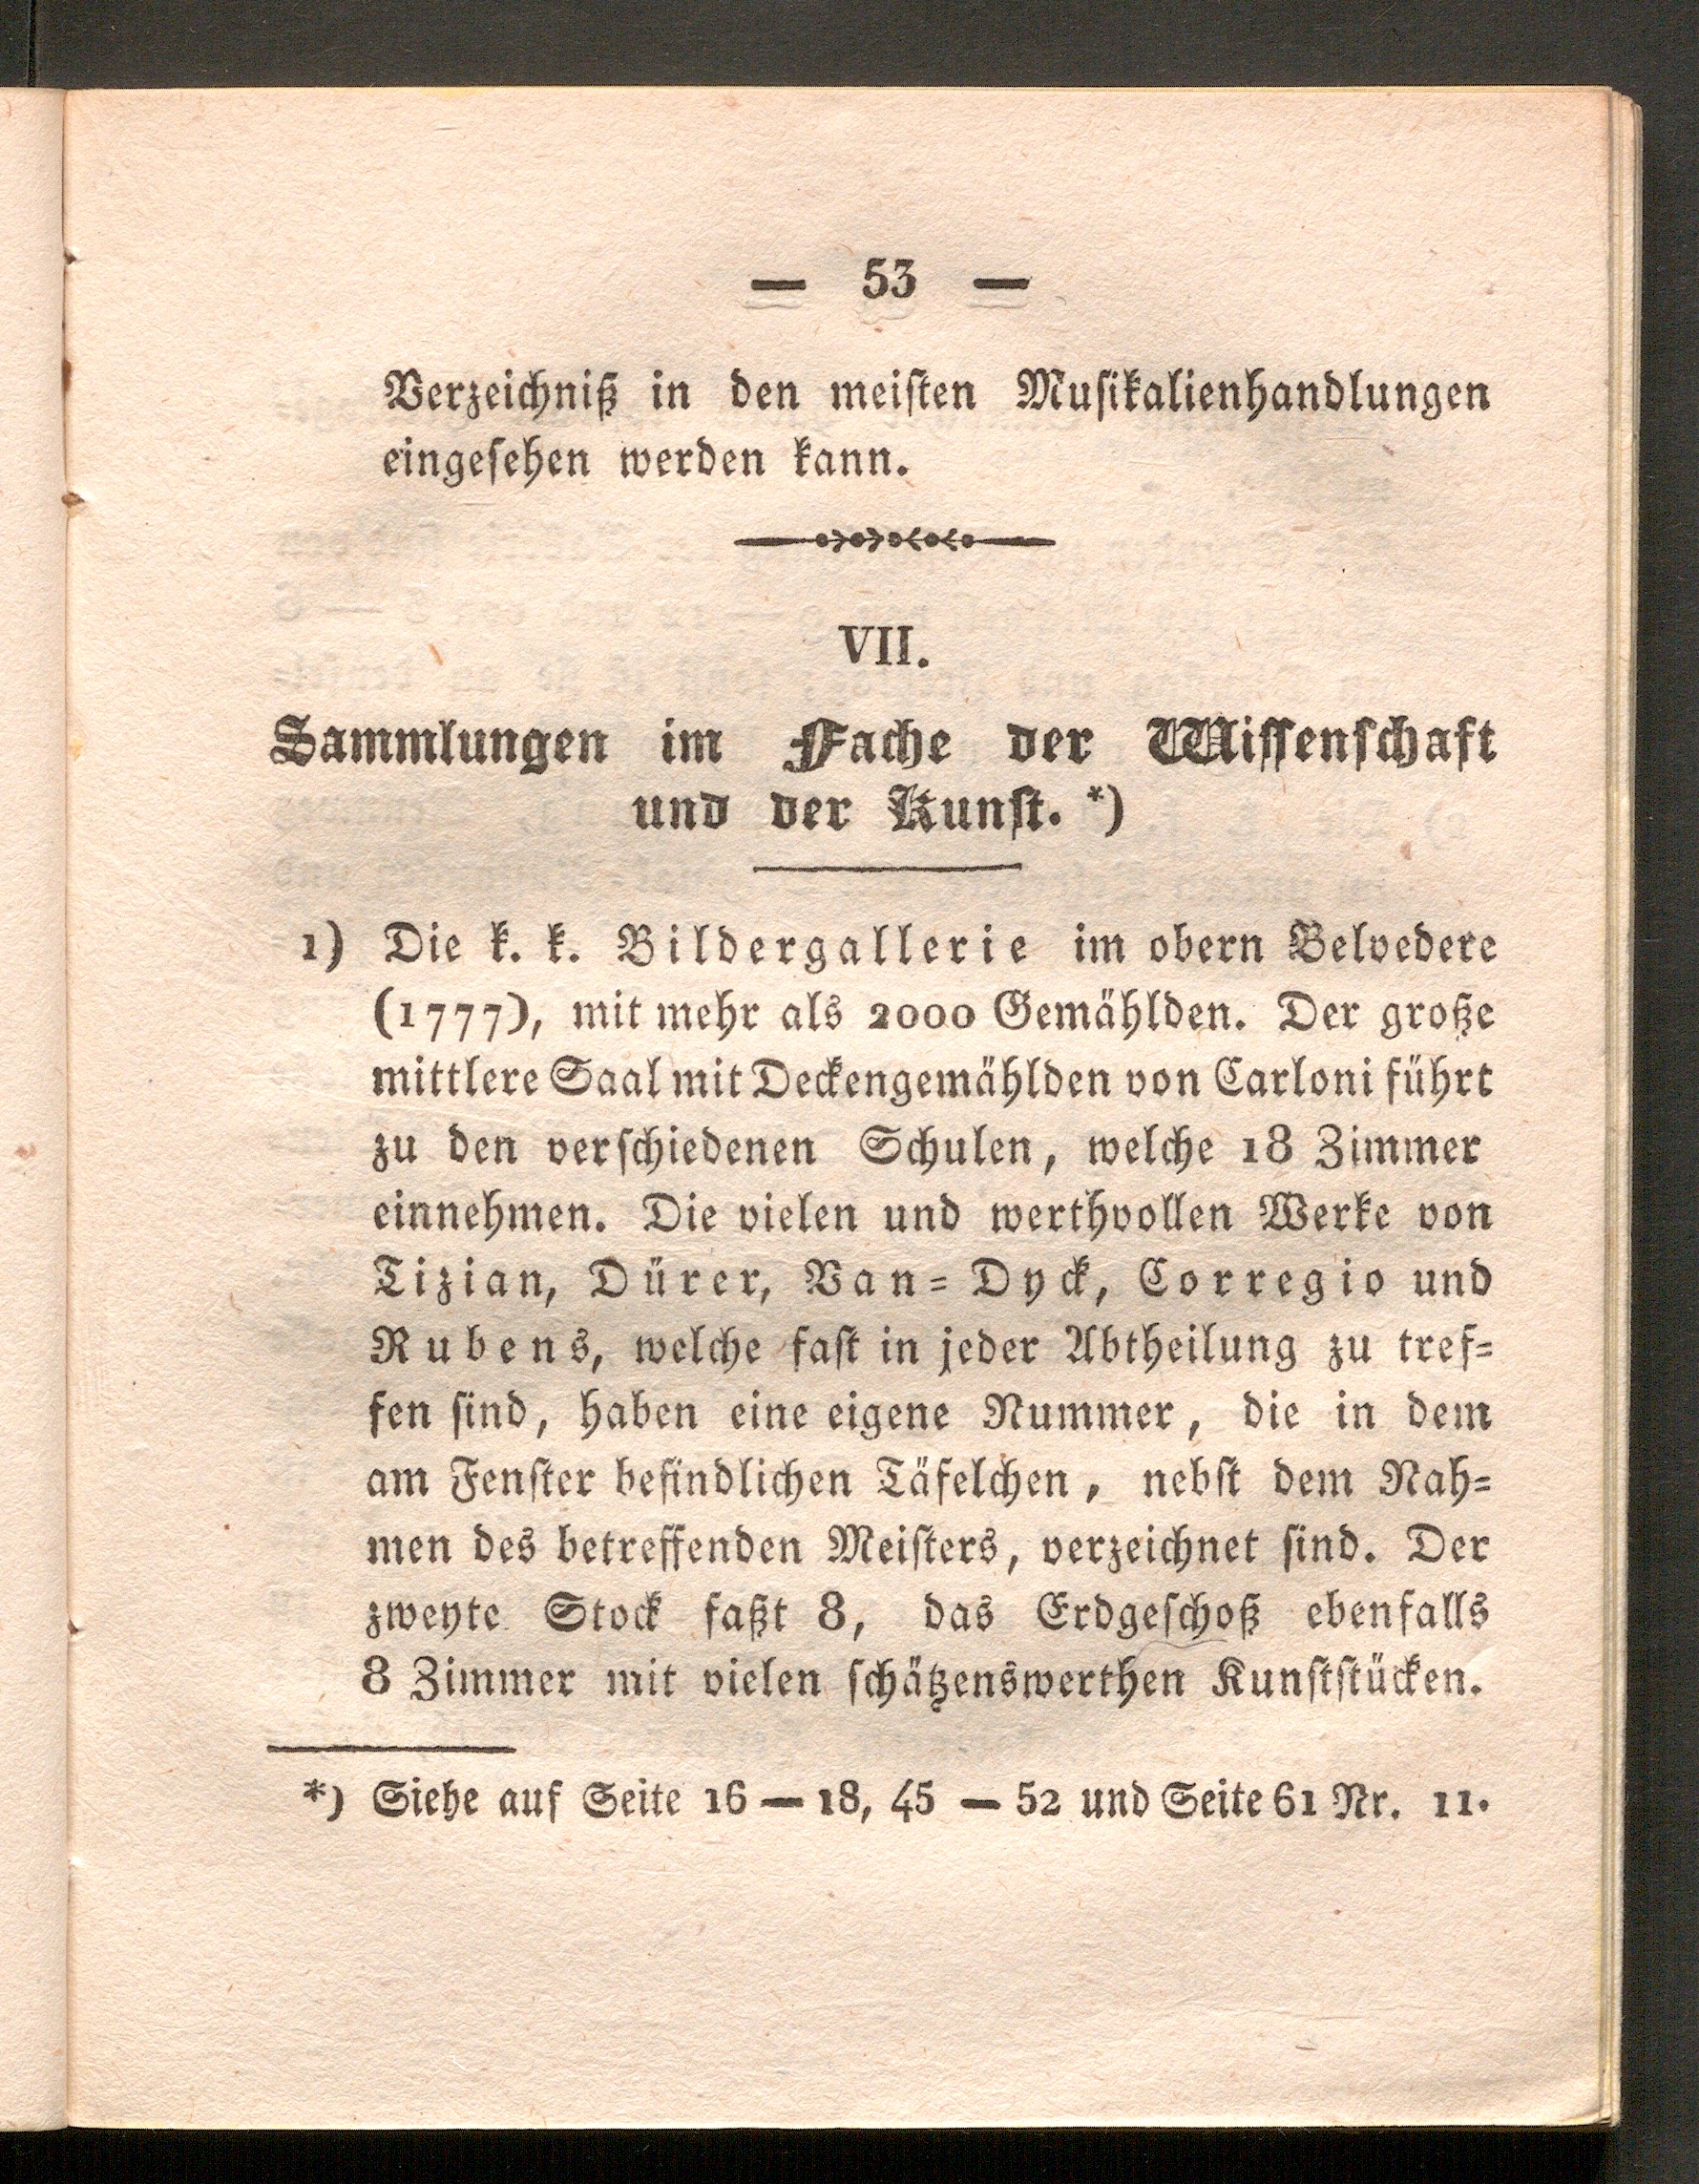 — 53 —
Verzeichniß in den meisten Musikalienhandlungen
eingesehen werden kann.
VII.
Sammlungen im Fache der Wissenschaft
und der Kunst. *)
1) Die k. k. Bildergallerie im obern Belvedere
(1777), mit mehr als 2000 Gemählden. Der große
mittlere Saal mit Deckengemählden von Carloni führt
zu den verschiedenen Schulen, welche 18 Zimmer
einnehmen. Die vielen und werthvollen Werke von
Tizian, Dürer, Van=Dyck, Corregio und
Rubens, welche fast in jeder Abtheilung zu tref=
fen sind, haben eine eigene Nummer, die in dem
am Fenster befindlichen Täfelchen, nebst dem Nah=
men des betreffenden Meisters, verzeichnet sind. Der
zweyte Stock faßt 8, das Erdgeschoß ebenfalls
8 Zimmer mit vielen schätzenswerthen Kunststücken.
*) Siehe auf Seite 16 — 18, 45 — 52 und Seite 61 Nr. 11.